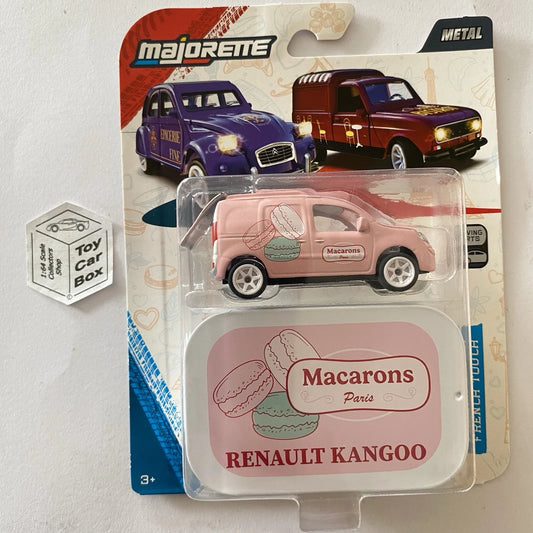 majorette
METAL
EPICERIE
FINE
1:64 Scale
Collectors
Shop
Toy
Car
Box
Macarons
Paris
Macarons
Paris
RENAULT KANGOO
FRENCH TOUCH
3+